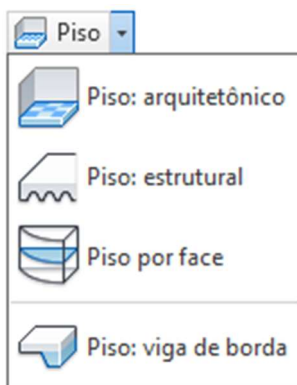 Piso
Piso: arquitetônico
Piso: estrutural
Piso por face
Piso: viga de borda